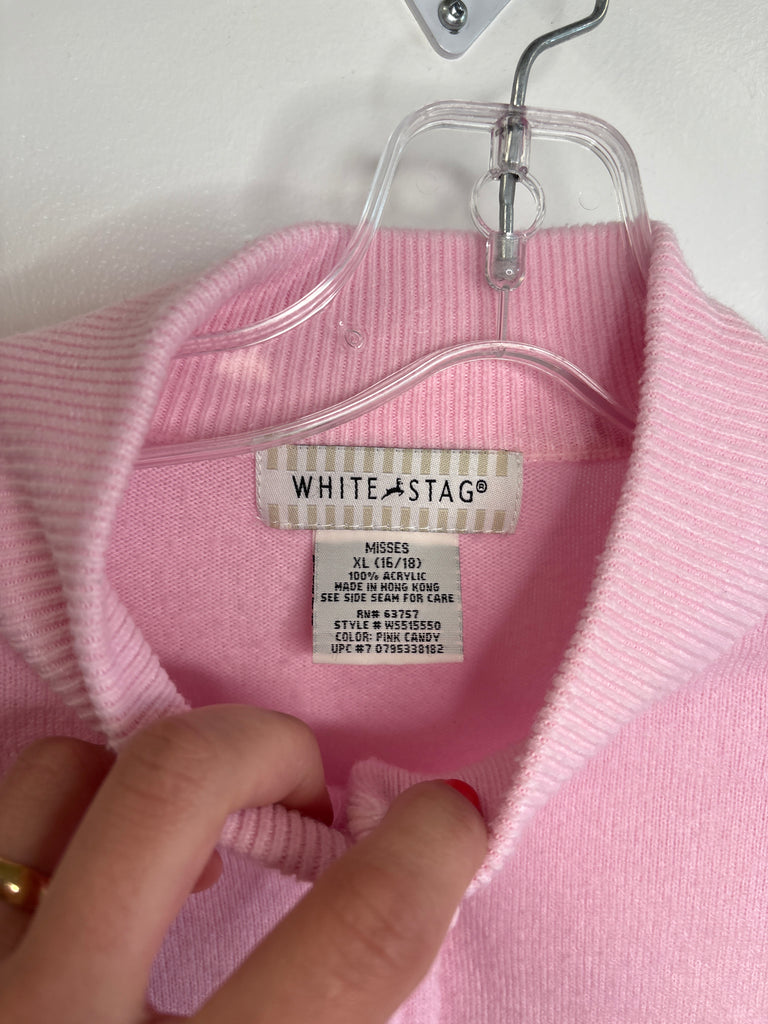 WHITE STAG®
MISSES
XL (16/18)
100% ACRYLIC
MADE IN HONG KONG
SEE SIDE SEAM FOR CARE
RN# 63757
STYLE # WS515550
COLOR: PINK CANDY
UPC #7 0795338182